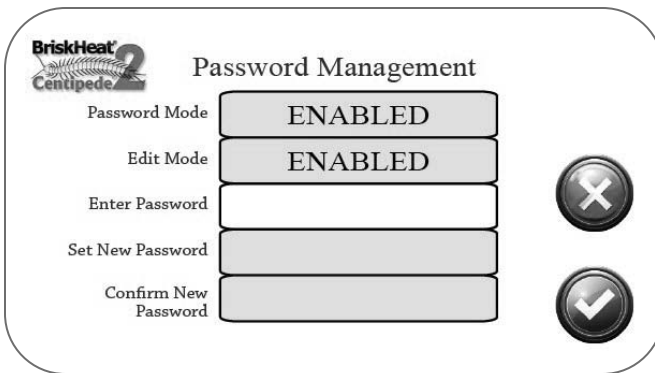 BriskHeat®
Centipede 2
Password Management
Password Mode
ENABLED
Edit Mode
ENABLED
Enter Password
Set New Password
Confirm New
Password